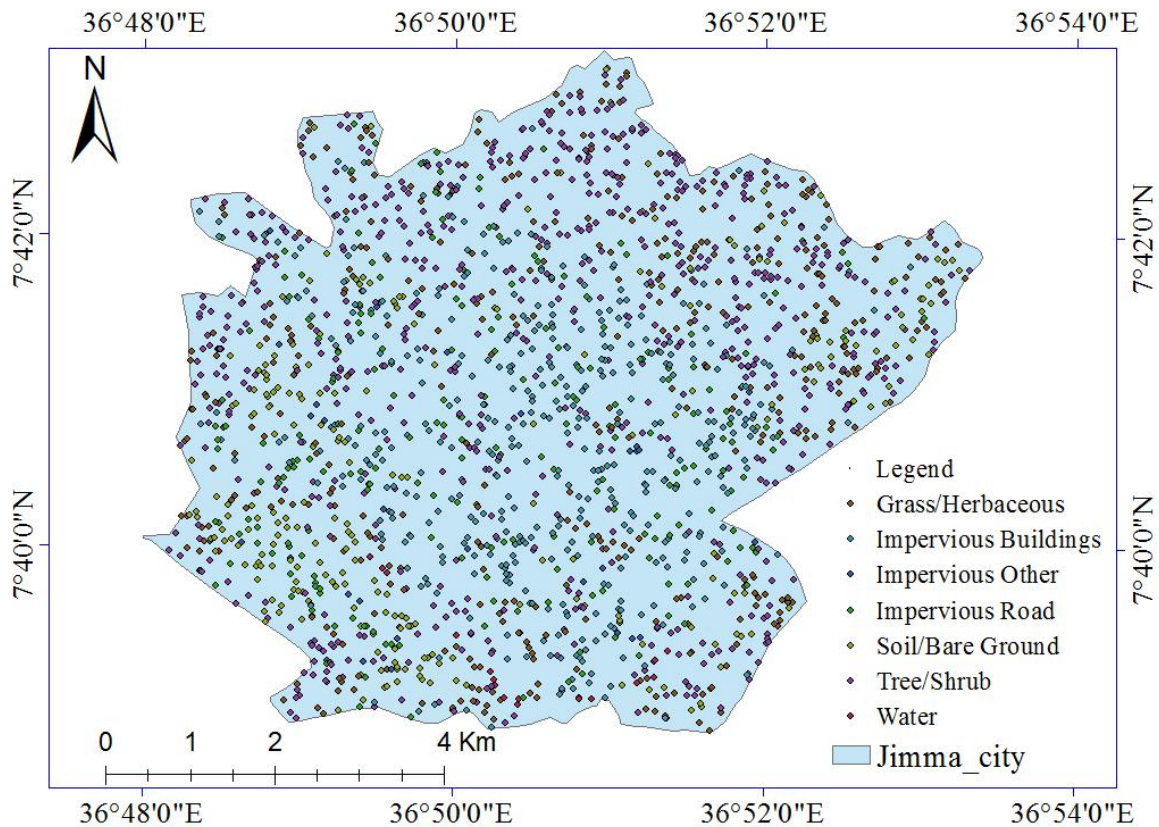 36°48'0"E 36°50'0"E 36°52'0"E 36°54'0"E
N
7°42'0"N 7°42'0"N
7°40'0"N 7°40'0"N
Legend
Grass/Herbaceous
Impervious Buildings
Impervious Other
Impervious Road
Soil/Bare Ground
Tree/Shrub
Water
Jimma_city
0 1 2 4 Km
36°48'0"E 36°50'0"E 36°52'0"E 36°54'0"E